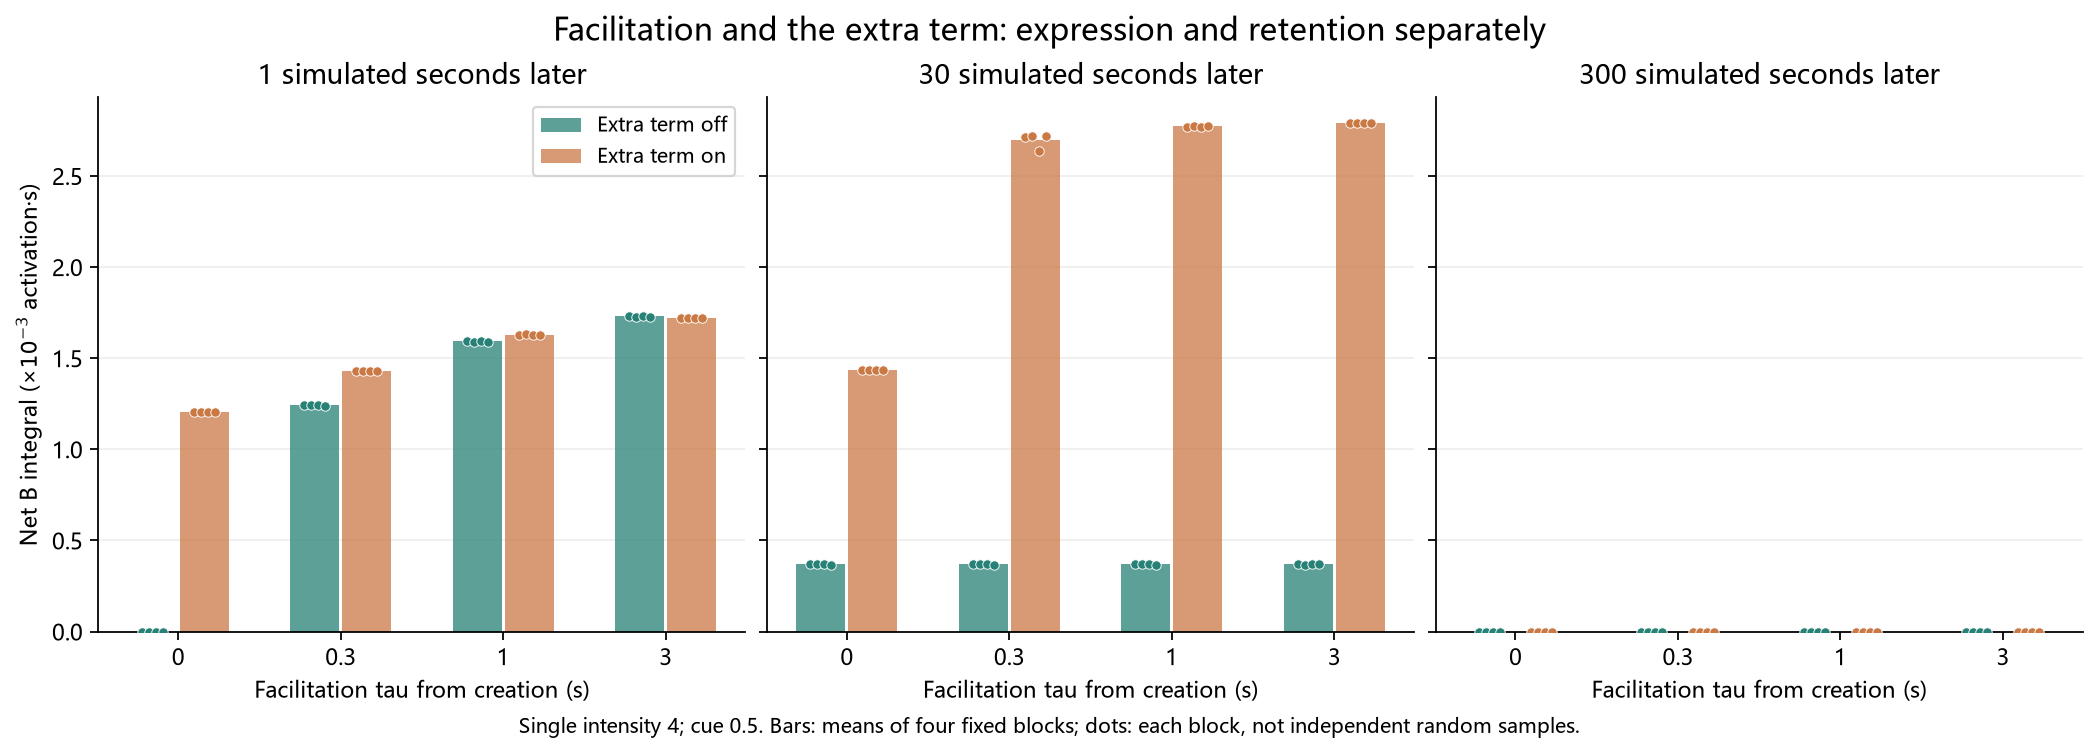 Facilitation and the extra term: expression and retention separately
1 simulated seconds later
30 simulated seconds later
300 simulated seconds later
Extra term off
Extra term on
Net B integral (×10⁻³ activation·s)
2.5
2.0
1.5
1.0
0.5
0.0
0 0.3 1 3
0 0.3 1 3
0 0.3 1 3
Facilitation tau from creation (s)
Facilitation tau from creation (s)
Facilitation tau from creation (s)
Single intensity 4; cue 0.5. Bars: means of four fixed blocks; dots: each block, not independent random samples.